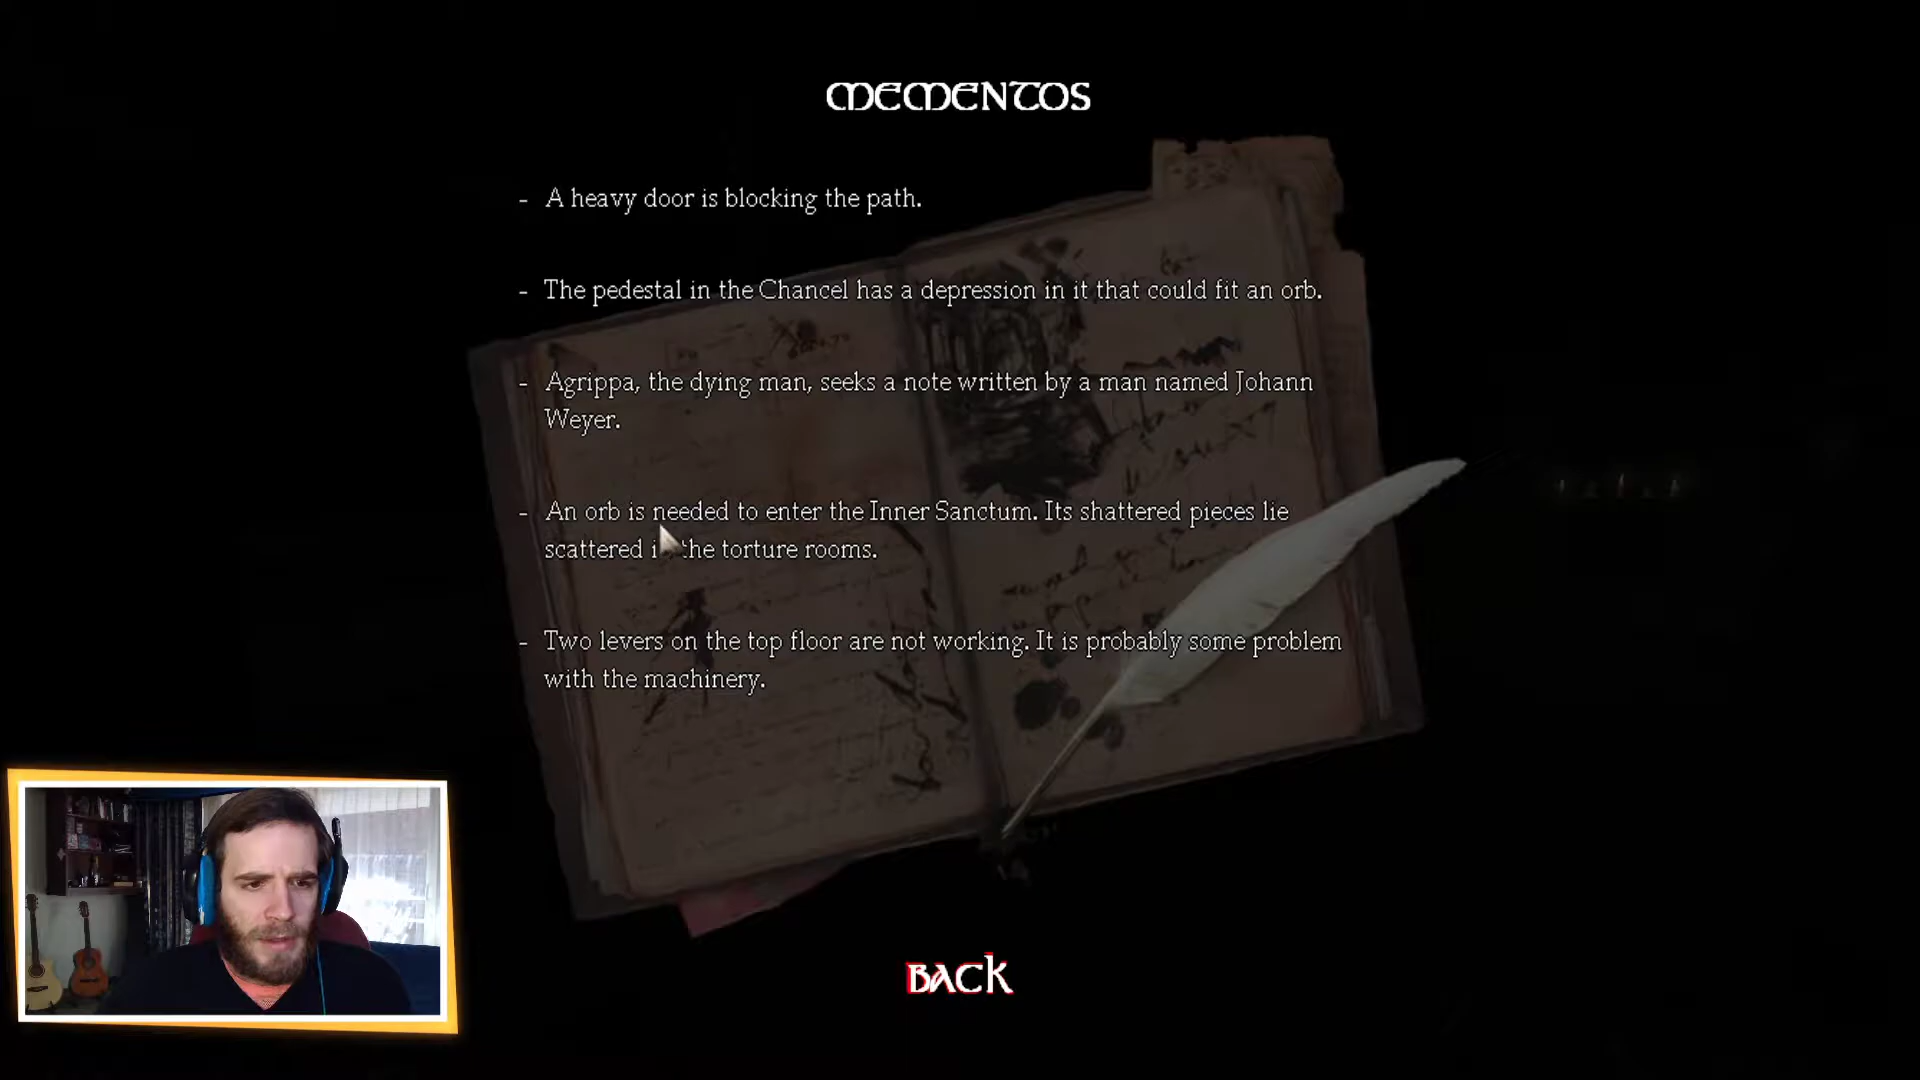 MEMENTOS
- A heavy door is blocking the path.
- The pedestal in the Chancel has a depression in it that could fit an orb.
- Agrippa, the dying man, seeks a note written by a man named Johann
Weyer.
- An orb is needed to enter the Inner Sanctum. Its shattered pieces lie
scattered the torture rooms.
- Two levers on the top floor are not working. It is probably some problem
with the machinery.
BACK